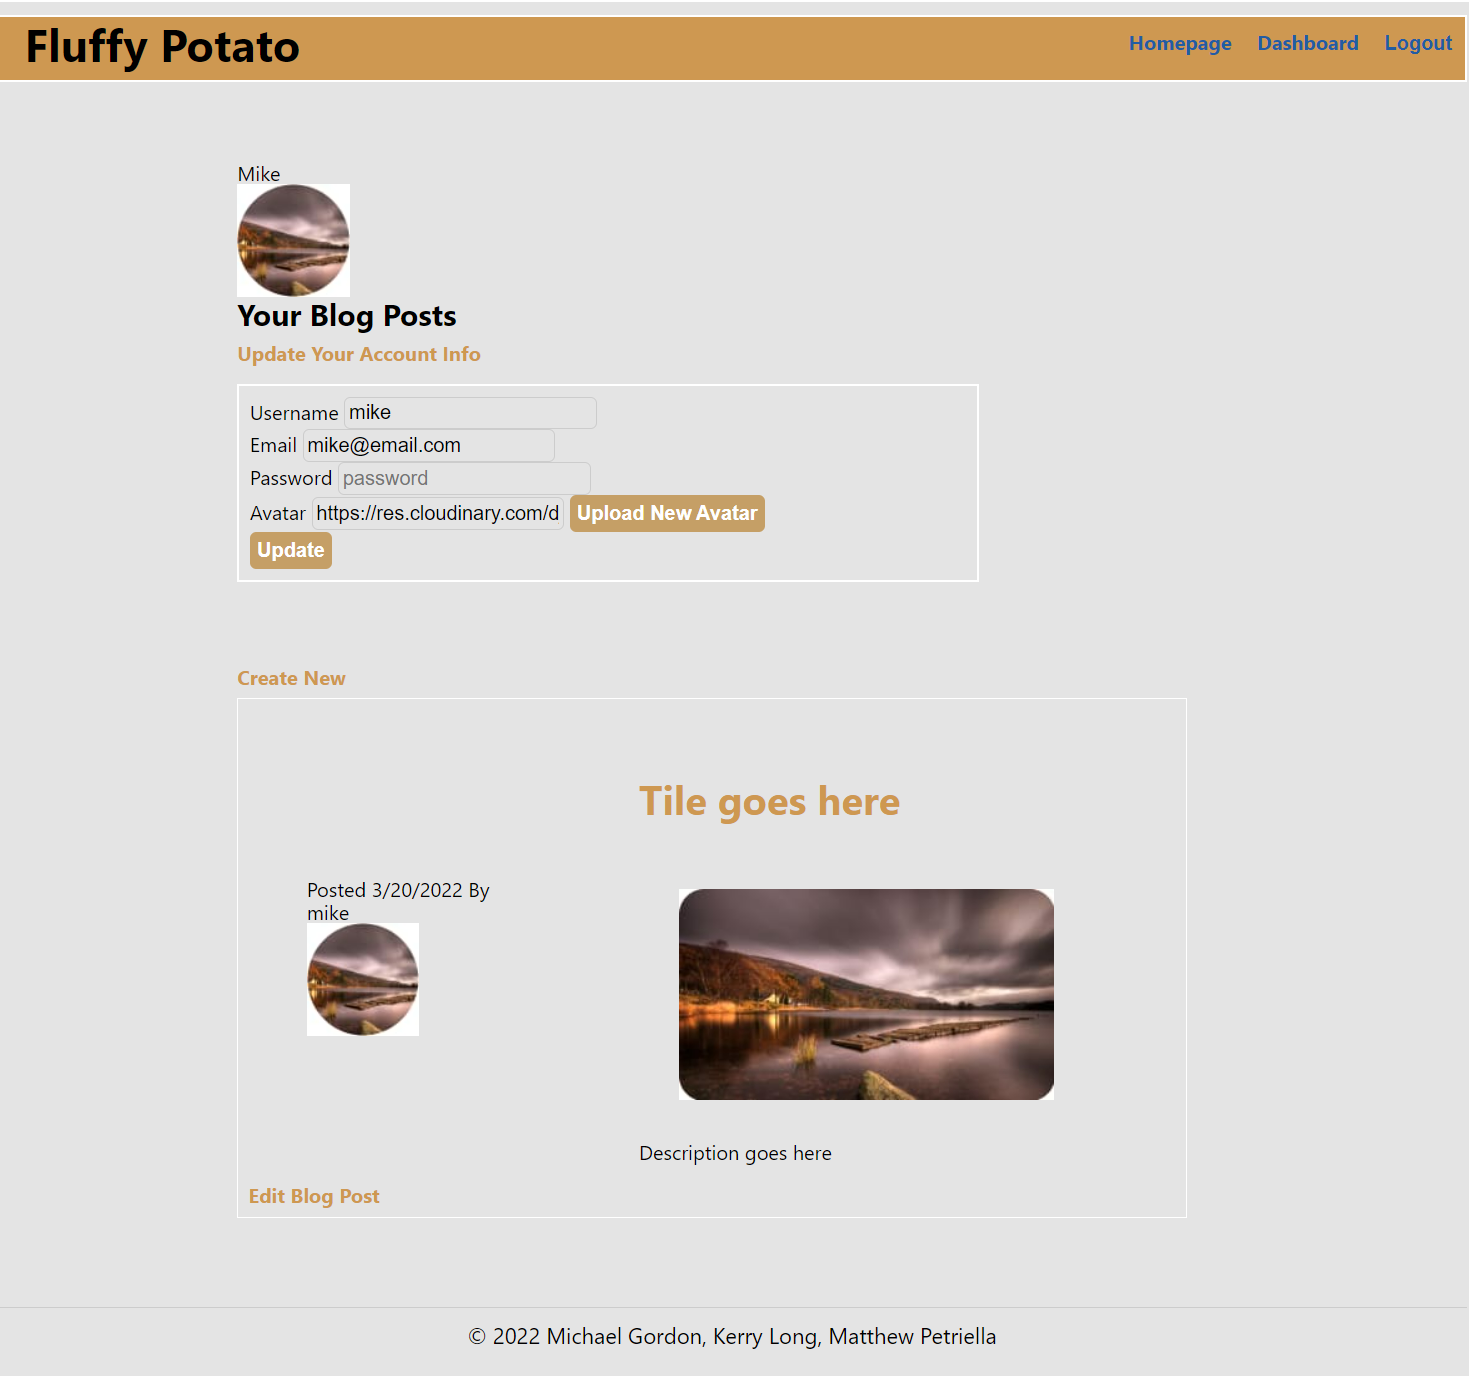 Fluffy Potato
Homepage Dashboard Logout
Mike
Your Blog Posts
Update Your Account Info
Username mike
Email mike@email.com
Password password
Avatar https://res.cloudinary.com/d Upload New Avatar
Update
Create New
Tile goes here
Posted 3/20/2022 By
mike
Description goes here
Edit Blog Post
© 2022 Michael Gordon, Kerry Long, Matthew Petriella